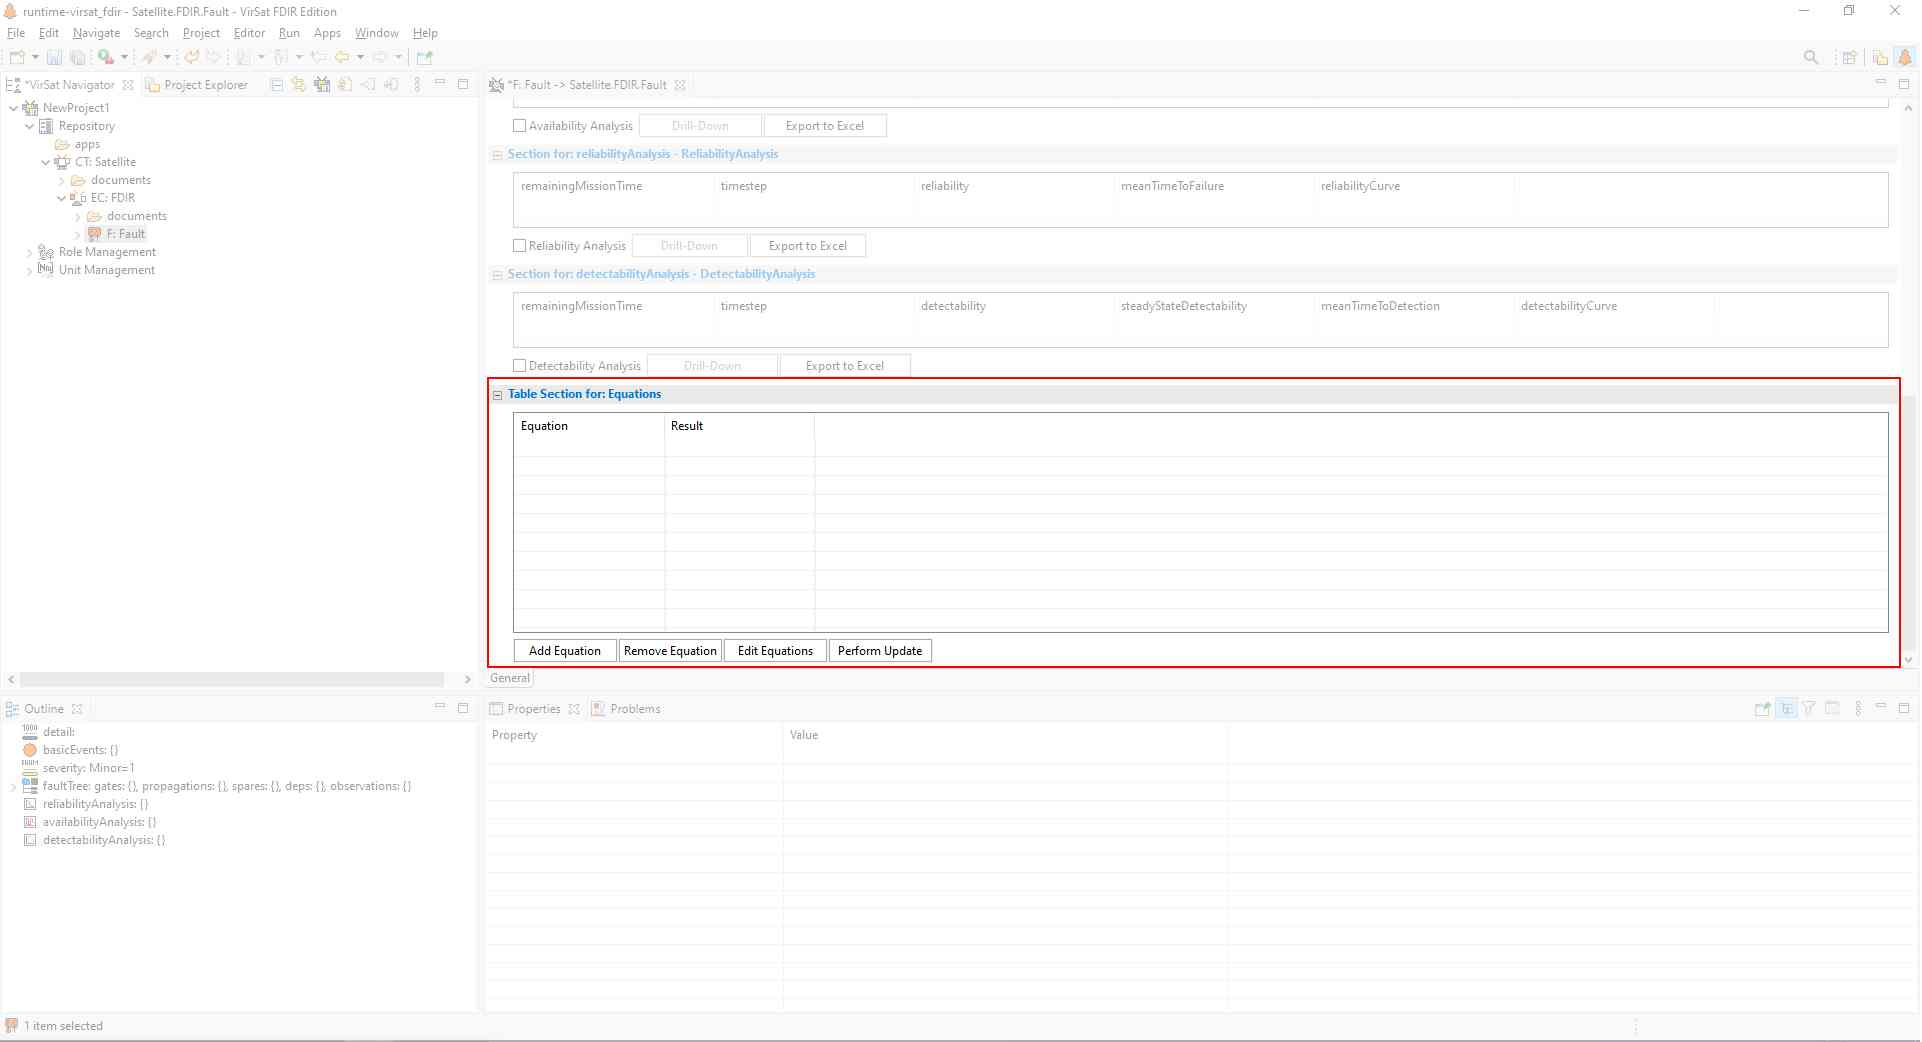 runtime-virsat_fdir - Satellite.FDIR.Fault - VirSat FDIR Edition
File Edit Navigate Search Project Editor Run Apps Window Help
*VirSat Navigator Project Explorer
NewProject1
Repository
apps
CT: Satellite
documents
EC: FDIR
documents
F: Fault
Role Management
Unit Management
*F: Fault -> Satellite.FDIR.Fault
Availability Analysis Drill-Down Export to Excel
Section for: reliabilityAnalysis - ReliabilityAnalysis
remainingMissionTime timestep reliability meanTimeToFailure reliabilityCurve
Reliability Analysis Drill-Down Export to Excel
Section for: detectabilityAnalysis - DetectabilityAnalysis
remainingMissionTime timestep detectability steadyStateDetectability meanTimeToDetection detectabilityCurve
Detectability Analysis Drill-Down Export to Excel
Table Section for: Equations
Equation Result
Add Equation Remove Equation Edit Equations Perform Update
General
Outline
detail:
basicEvents: {}
severity: Minor=1
faultTree: gates: {}, propagations: {}, spares: {}, deps: {}, observations: {}
reliabilityAnalysis: {}
availabilityAnalysis: {}
detectabilityAnalysis: {}
Properties Problems
Property Value
1 item selected